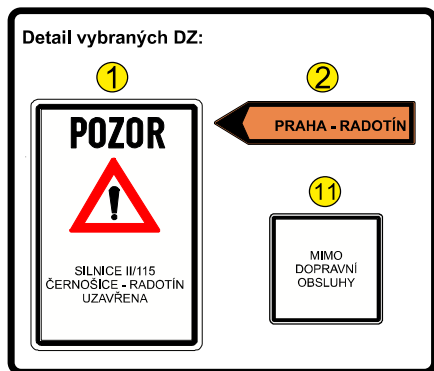 Detail vybraných DZ:
1
POZOR
!
SILNICE II/115
ČERNOŠICE - RADOTÍN
UZAVŘENA
2
PRAHA - RADOTÍN
11
MIMO
DOPRAVNÍ
OBSLUHY